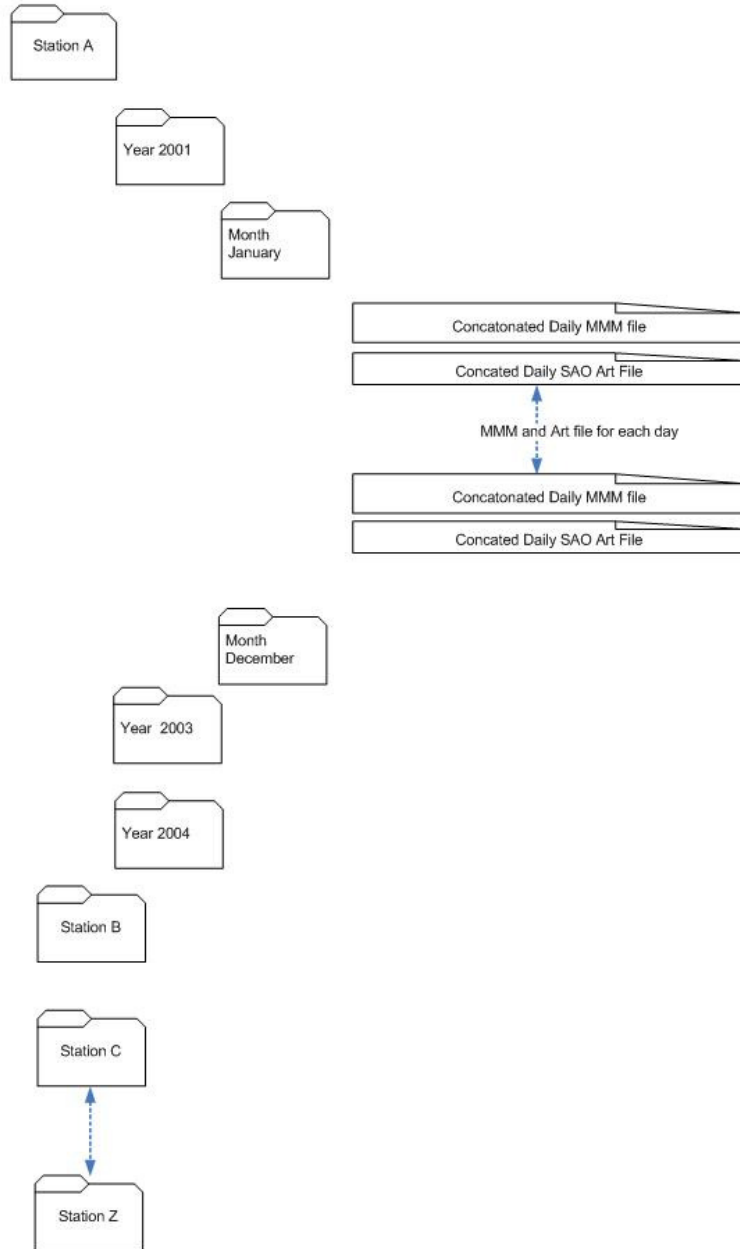 Station A
Year 2001
Month
January
Concatonated Daily MMM file
Concated Daily SAO Art File
MMM and Art file for each day
Concatonated Daily MMM file
Concated Daily SAO Art File
Month
December
Year  2003
Year 2004
Station B
Station C
Station Z